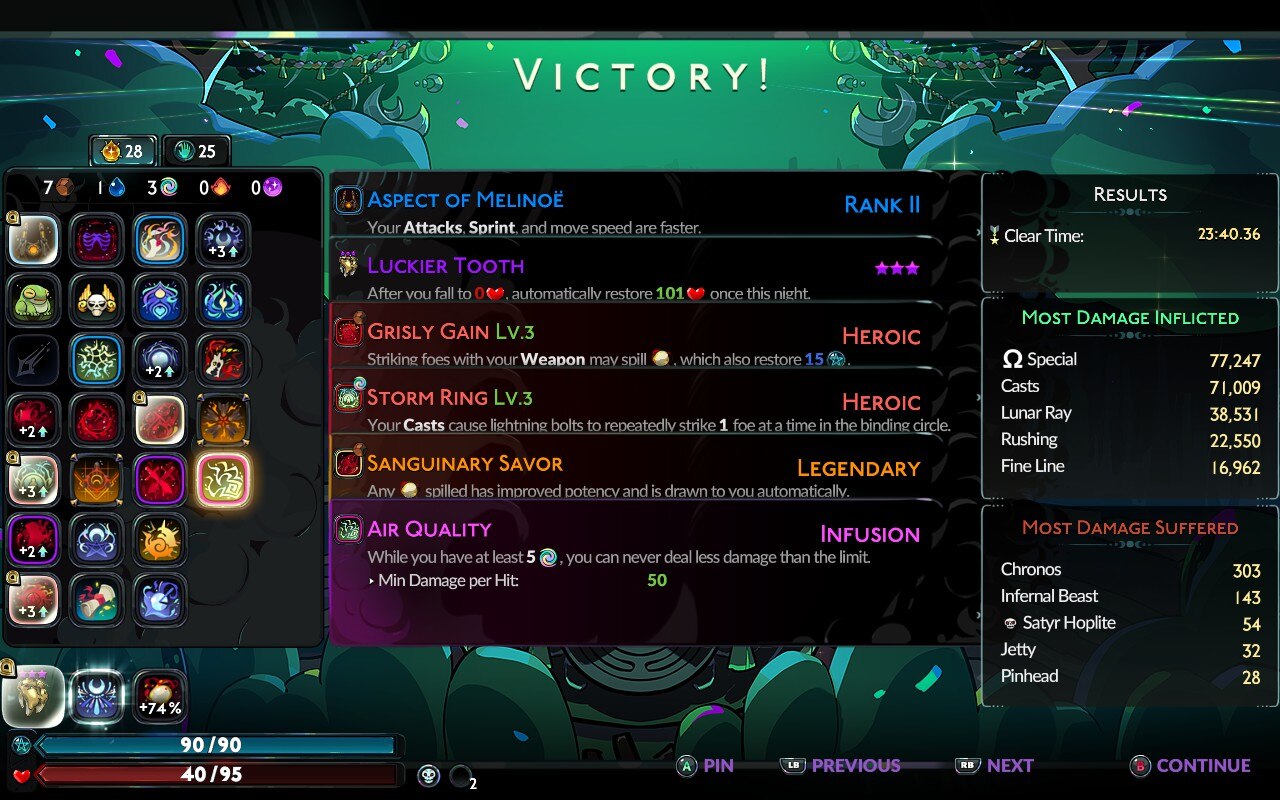 VICTORY!
28 25
7 1 3 0 0
+3
+2
+2
+3
+2
+3
+74%
90/90
40/95
2
ASPECT OF MELINOË RANK II
Your Attacks, Sprint, and move speed are faster.
LUCKIER TOOTH
After you fall to 0, automatically restore 101 once this night.
GRISLY GAIN LV.3 HEROIC
Striking foes with your Weapon may spill , which also restore 15 .
STORM RING LV.3 HEROIC
Your Casts cause lightning bolts to repeatedly strike 1 foe at a time in the binding circle.
SANGUINARY SAVOR LEGENDARY
Any spilled has improved potency and is drawn to you automatically.
AIR QUALITY INFUSION
While you have at least 5 , you can never deal less damage than the limit.
Min Damage per Hit: 50
RESULTS
Clear Time: 23:40.36
MOST DAMAGE INFLICTED
Ω Special 77,247
Casts 71,009
Lunar Ray 38,531
Rushing 22,550
Fine Line 16,962
MOST DAMAGE SUFFERED
Chronos 303
Infernal Beast 143
Satyr Hoplite 54
Jetty 32
Pinhead 28
A PIN LB PREVIOUS RB NEXT B CONTINUE